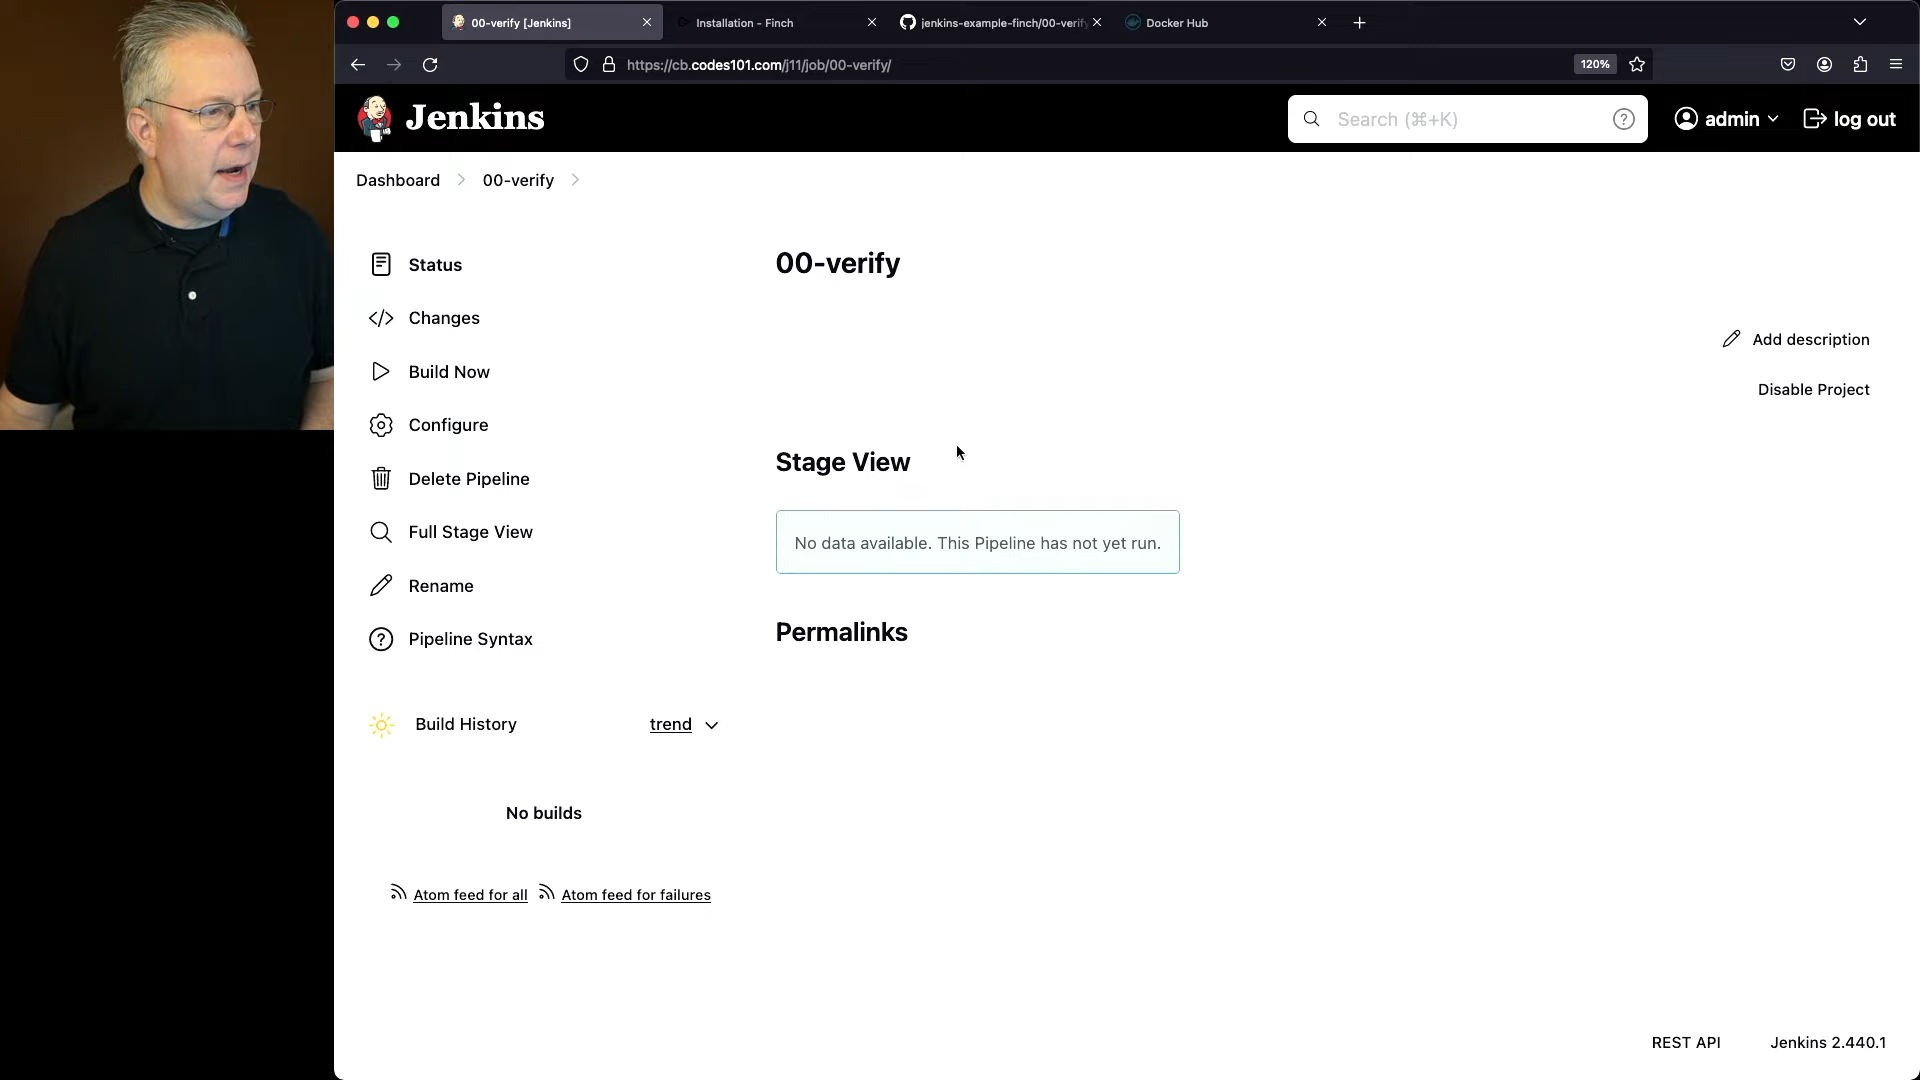 00-verify [Jenkins]
Installation - Finch
jenkins-example-finch/00-verify
Docker Hub
https://cb.codes101.com/j11/job/00-verify/
120%
Jenkins
Search (⌘+K)
admin
log out
Dashboard
00-verify
Status
Changes
Build Now
Configure
Delete Pipeline
Full Stage View
Rename
Pipeline Syntax
Build History
trend
No builds
Atom feed for all
Atom feed for failures
00-verify
Add description
Disable Project
Stage View
No data available. This Pipeline has not yet run.
Permalinks
REST API
Jenkins 2.440.1